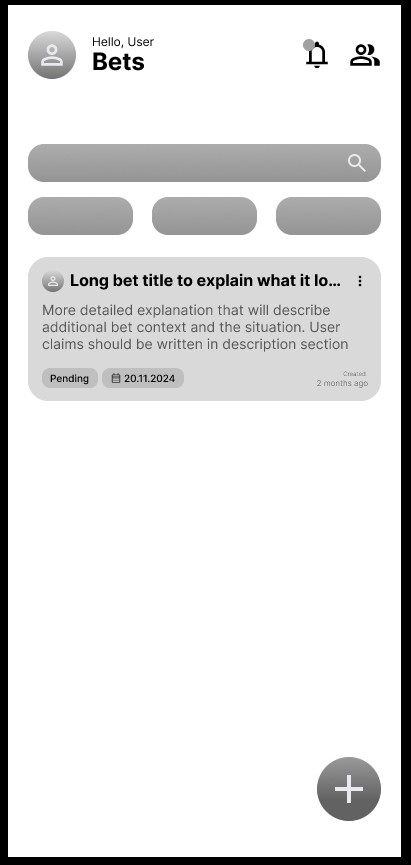 Hello, User
Bets
Long bet title to explain what it lo...
More detailed explanation that will describe
additional bet context and the situation. User
claims should be written in description section
Pending
20.11.2024
Created
2 months ago